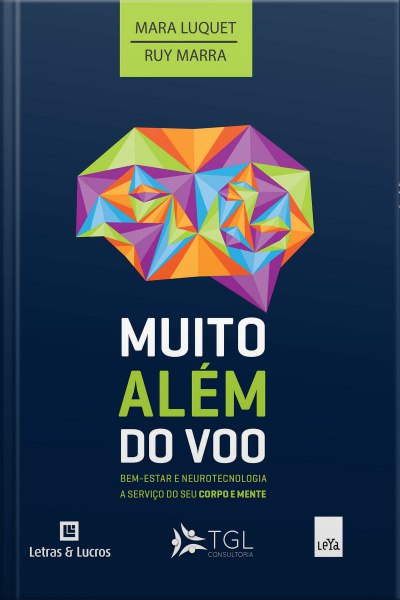 MARA LUQUET
RUY MARRA
MUITO
ALÉM
DO VOO
BEM-ESTAR E NEUROTECNOLOGIA
A SERVIÇO DO SEU CORPO E MENTE
Letras & Lucros
TGL
CONSULTORIA
LeYa